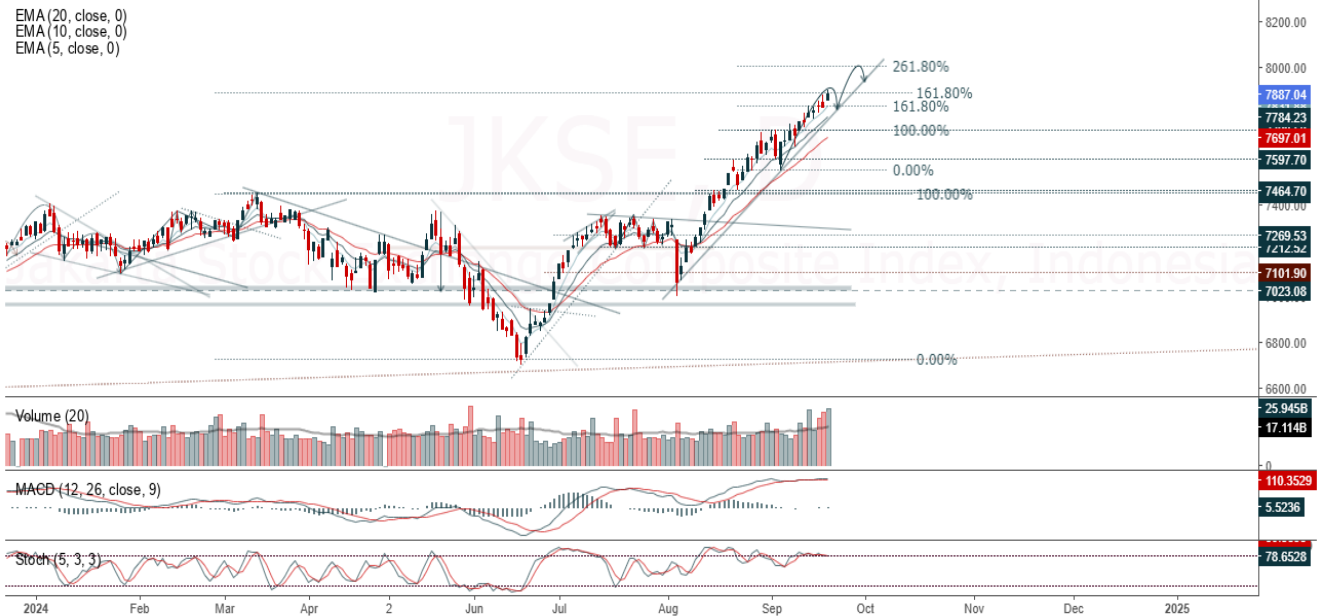 EMA (20, close, 0)
EMA (10, close, 0)
EMA (5, close, 0)
JKSE, D
8200.00
8000.00
261.80%
161.80%
7887.04
161.80%
7784.23
100.00%
7697.01
7597.70
0.00%
7464.70
100.00%
7400.00
7269.53
7212.52
7101.90
7023.08
6800.00
0.00%
6600.00
Volume (20)
25.945B
17.114B
0
MACD (12, 26, close, 9)
110.3529
5.5236
Stoch (5, 3, 3)
78.6528
2024 Feb Mar Apr 2 Jun Jul Aug Sep Oct Nov Dec 2025